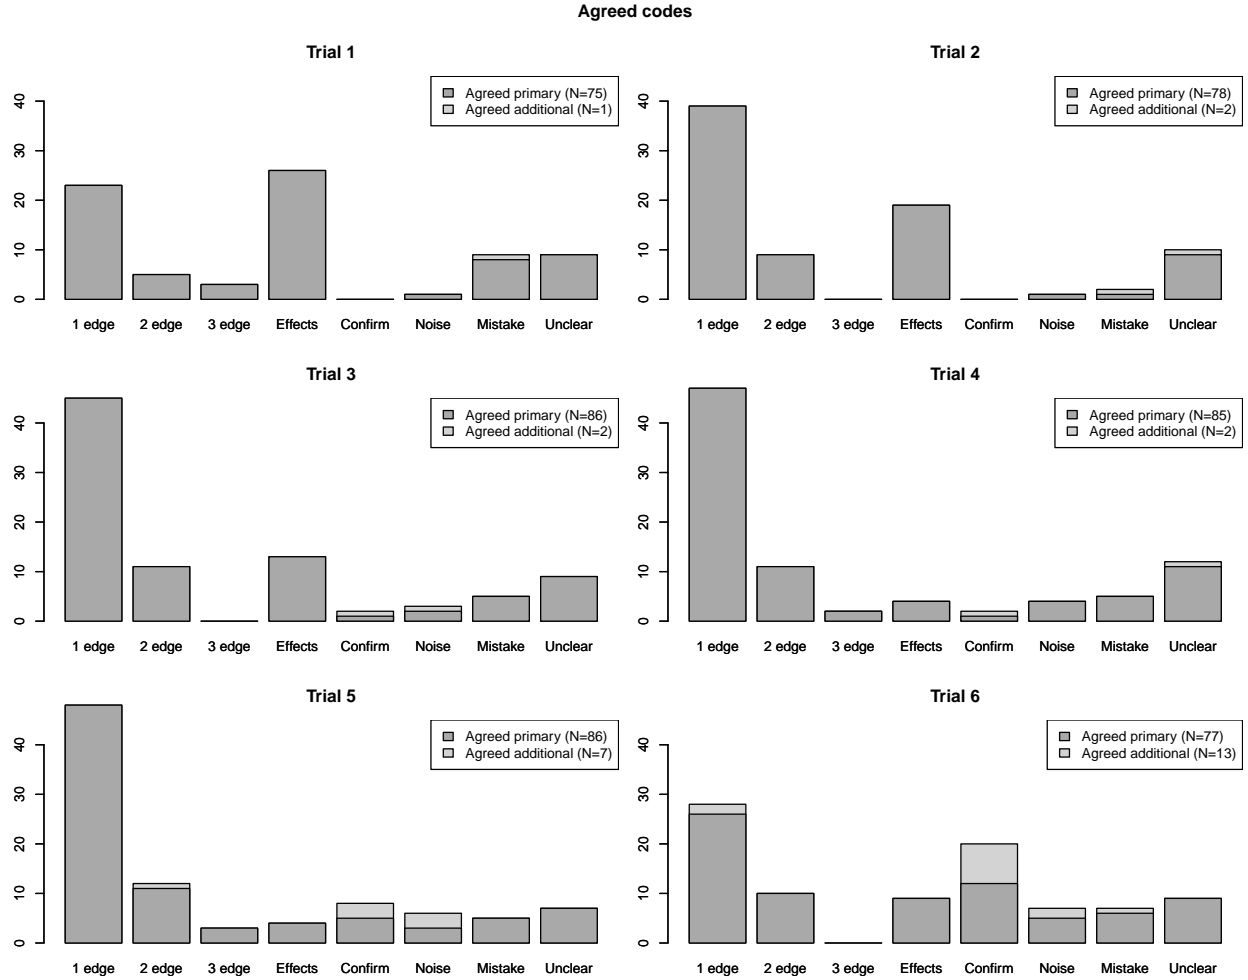 Agreed codes
Trial 1
Agreed primary (N=75)
Agreed additional (N=1)
40
30
20
10
0
1 edge 2 edge 3 edge Effects Confirm Noise Mistake Unclear
Trial 2
Agreed primary (N=78)
Agreed additional (N=2)
40
30
20
10
0
1 edge 2 edge 3 edge Effects Confirm Noise Mistake Unclear
Trial 3
Agreed primary (N=86)
Agreed additional (N=2)
40
30
20
10
0
1 edge 2 edge 3 edge Effects Confirm Noise Mistake Unclear
Trial 4
Agreed primary (N=85)
Agreed additional (N=2)
40
30
20
10
0
1 edge 2 edge 3 edge Effects Confirm Noise Mistake Unclear
Trial 5
Agreed primary (N=86)
Agreed additional (N=7)
40
30
20
10
0
1 edge 2 edge 3 edge Effects Confirm Noise Mistake Unclear
Trial 6
Agreed primary (N=77)
Agreed additional (N=13)
40
30
20
10
0
1 edge 2 edge 3 edge Effects Confirm Noise Mistake Unclear